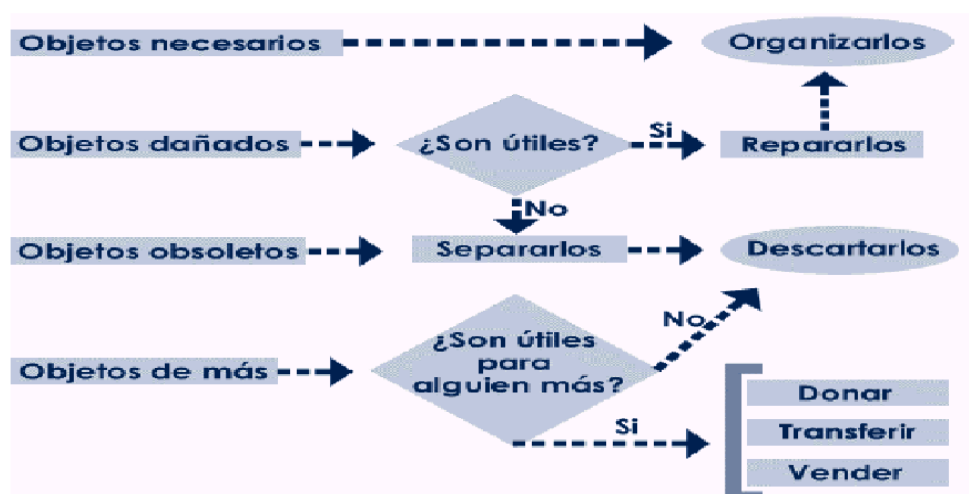 Objetos necesarios
Organizarlos
Objetos dañados
¿Son útiles?
Si
Repararlos
No
Objetos obsoletos
Separarlos
Descartarlos
Objetos de más
¿Son útiles
para
alguien más?
No
Si
Donar
Transferir
Vender